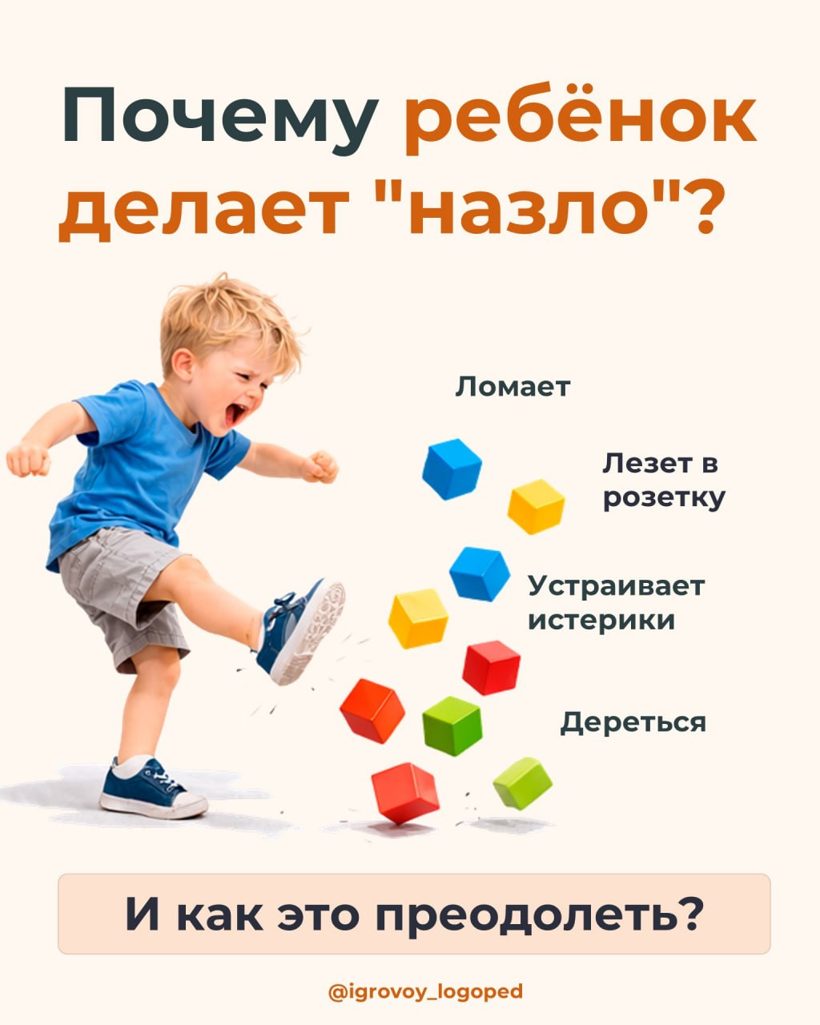 Почему ребёнок
делает "назло"?
Ломает
Лезет в
розетку
Устраивает
истерики
Дереться
И как это преодолеть?
@igrovoy_logoped